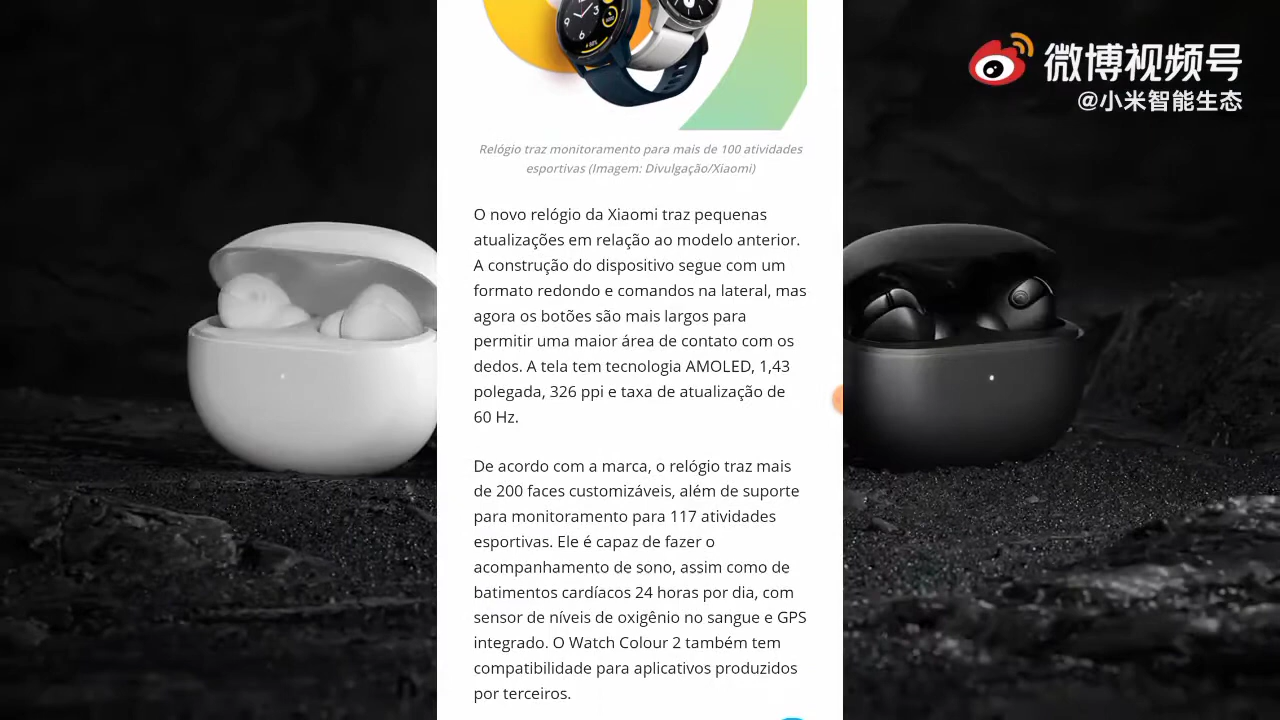 微博视频号
@小米智能生态
Relógio traz monitoramento para mais de 100 atividades
esportivas (Imagem: Divulgação/Xiaomi)
O novo relógio da Xiaomi traz pequenas
atualizações em relação ao modelo anterior.
A construção do dispositivo segue com um
formato redondo e comandos na lateral, mas
agora os botões são mais largos para
permitir uma maior área de contato com os
dedos. A tela tem tecnologia AMOLED, 1,43
polegada, 326 ppi e taxa de atualização de
60 Hz.
De acordo com a marca, o relógio traz mais
de 200 faces customizáveis, além de suporte
para monitoramento para 117 atividades
esportivas. Ele é capaz de fazer o
acompanhamento de sono, assim como de
batimentos cardíacos 24 horas por dia, com
sensor de níveis de oxigênio no sangue e GPS
integrado. O Watch Colour 2 também tem
compatibilidade para aplicativos produzidos
por terceiros.